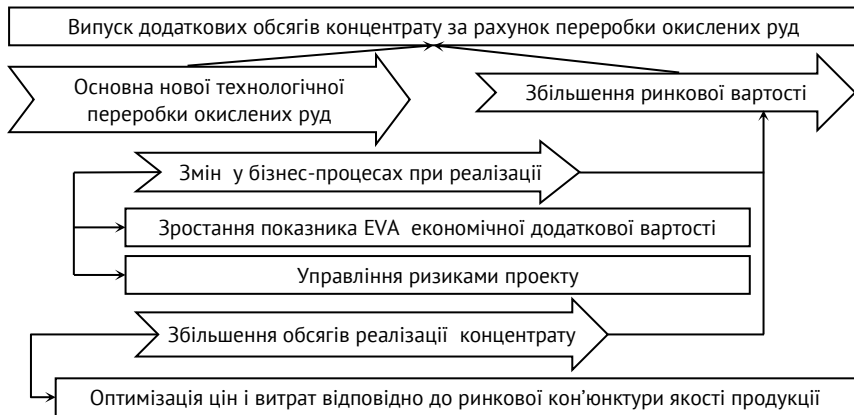 Випуск додаткових обсягів концентрату за рахунок переробки окислених руд
Основна нової технологічної
переробки окислених руд
Збільшення ринкової вартості
Змін у бізнес-процесах при реалізації
Зростання показника EVA економічної додаткової вартості
Управління ризиками проекту
Збільшення обсягів реалізації концентрату
Оптимізація цін і витрат відповідно до ринкової кон’юнктури якості продукції